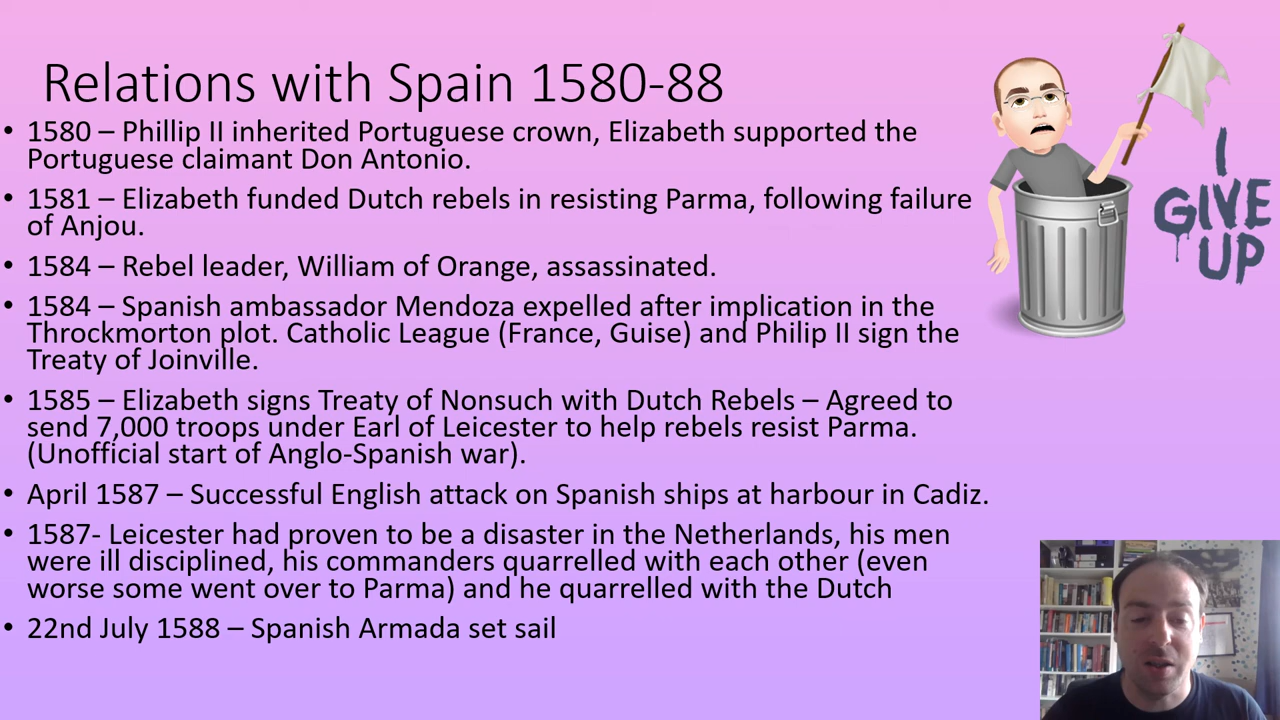 Relations with Spain 1580-88
• 1580 – Phillip II inherited Portuguese crown, Elizabeth supported the
Portuguese claimant Don Antonio.
• 1581 – Elizabeth funded Dutch rebels in resisting Parma, following failure
of Anjou.
• 1584 – Rebel leader, William of Orange, assassinated.
• 1584 – Spanish ambassador Mendoza expelled after implication in the
Throckmorton plot. Catholic League (France, Guise) and Philip II sign the
Treaty of Joinville.
• 1585 – Elizabeth signs Treaty of Nonsuch with Dutch Rebels – Agreed to
send 7,000 troops under Earl of Leicester to help rebels resist Parma.
(Unofficial start of Anglo-Spanish war).
• April 1587 – Successful English attack on Spanish ships at harbour in Cadiz.
• 1587- Leicester had proven to be a disaster in the Netherlands, his men
were ill disciplined, his commanders quarrelled with each other (even
worse some went over to Parma) and he quarrelled with the Dutch
• 22nd July 1588 – Spanish Armada set sail
I
GIVE
UP